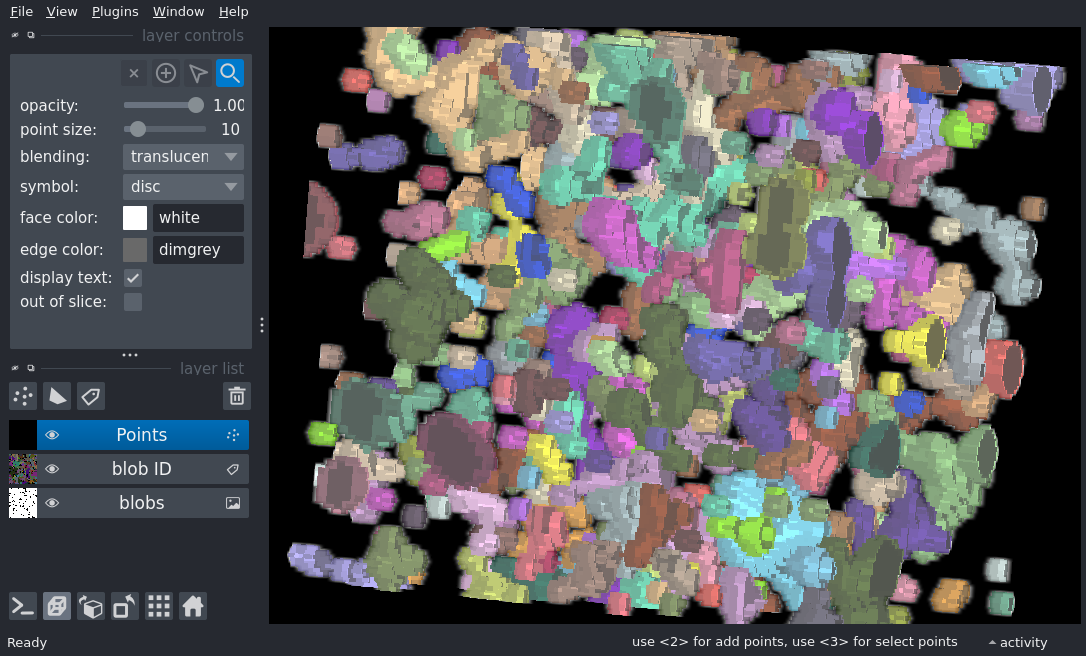 File View Plugins Window Help
layer controls
opacity: 1.00
point size: 10
blending: translucen
symbol: disc
face color: white
edge color: dimgrey
display text:
out of slice:
layer list
Points
blob ID
blobs
Ready use <2> for add points, use <3> for select points activity